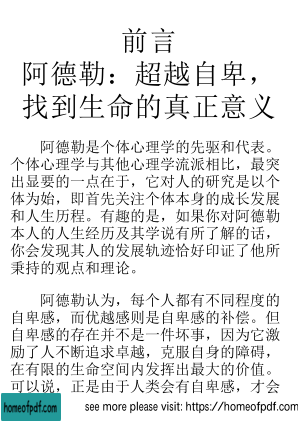 前言
阿德勒：超越自卑，
找到生命的真正意义
阿德勒是个体心理学的先驱和代表。
个体心理学与其他心理学流派相比，最突
出显要的一点在于，它对人的研究是以个
体为始，即首先关注个体本身的成长发展
和人生历程。有趣的是，如果你对阿德勒
本人的人生经历及其学说有所了解的话，
你会发现其人的发展轨迹恰好印证了他所
秉持的观点和理论。
阿德勒认为，每个人都有不同程度的
自卑感，而优越感则是自卑感的补偿。但
自卑感的存在并不是一件坏事，因为它激
励了人不断追求卓越，克服自身的障碍，
在有限的生命空间内发挥出最大的价值。
可以说，正是由于人类会有自卑感，才会
homeofpdf.com
see more please visit: https://homeofpdf.com